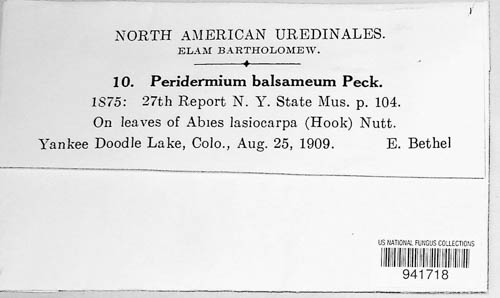 NORTH AMERICAN UREDINALES.
ELAM BARTHOLOMEW.
10. Peridermium balsameum Peck.
1875: 27th Report N. Y. State Mus. p. 104.
On leaves of Abies lasiocarpa (Hook) Nutt.
Yankee Doodle Lake, Colo., Aug. 25, 1909. E. Bethel
US NATIONAL FUNGUS COLLECTIONS
941718